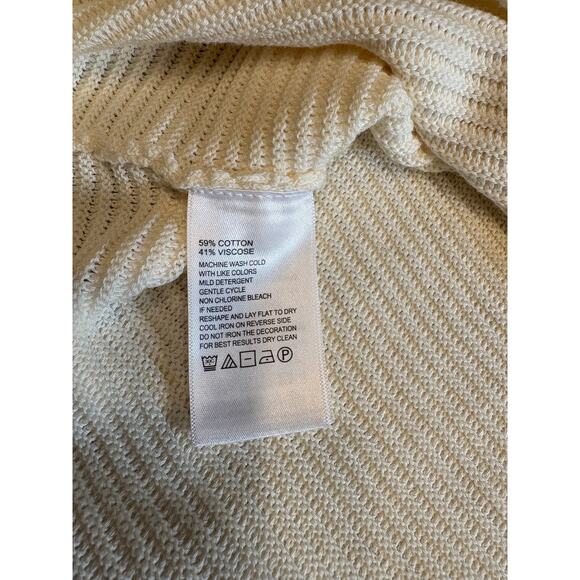 59% COTTON
41% VISCOSE
MACHINE WASH COLD
WITH LIKE COLORS
MILD DETERGENT
GENTLE CYCLE
NON CHLORINE BLEACH
IF NEEDED
RESHAPE AND LAY FLAT TO DRY
COOL IRON ON REVERSE SIDE
DO NOT IRON THE DECORATION
FOR BEST RESULTS DRY CLEAN
P